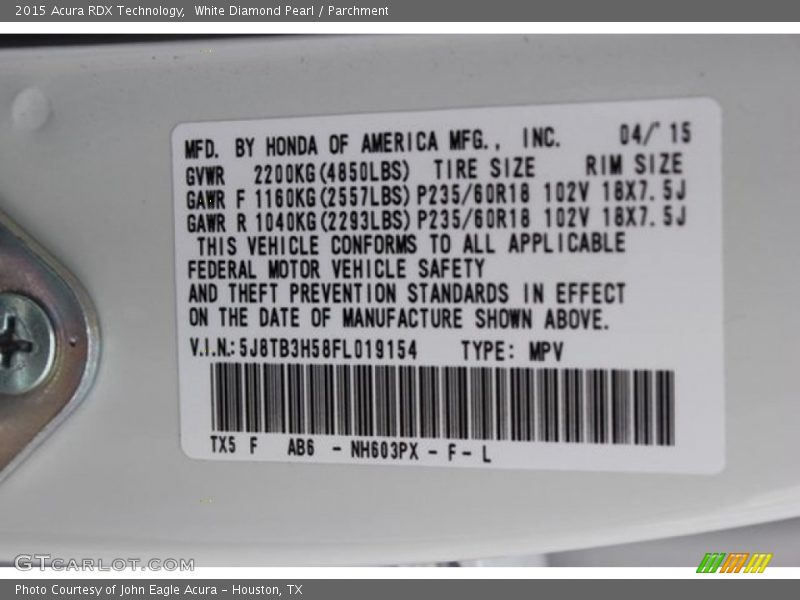 2015 Acura RDX Technology, White Diamond Pearl / Parchment
MFD. BY HONDA OF AMERICA MFG., INC. 04/15
GVWR 2200KG(4850LBS) TIRE SIZE RIM SIZE
GAWR F 1160KG(2557LBS) P235/60R18 102V 18X7.5J
GAWR R 1040KG(2293LBS) P235/60R18 102V 18X7.5J
THIS VEHICLE CONFORMS TO ALL APPLICABLE
FEDERAL MOTOR VEHICLE SAFETY
AND THEFT PREVENTION STANDARDS IN EFFECT
ON THE DATE OF MANUFACTURE SHOWN ABOVE.
V.I.N.: 5J8TB3H58FL019154 TYPE: MPV
TX5 F AB6 - NH603PX - F - L
GTCARLOT.COM
Photo Courtesy of John Eagle Acura - Houston, TX